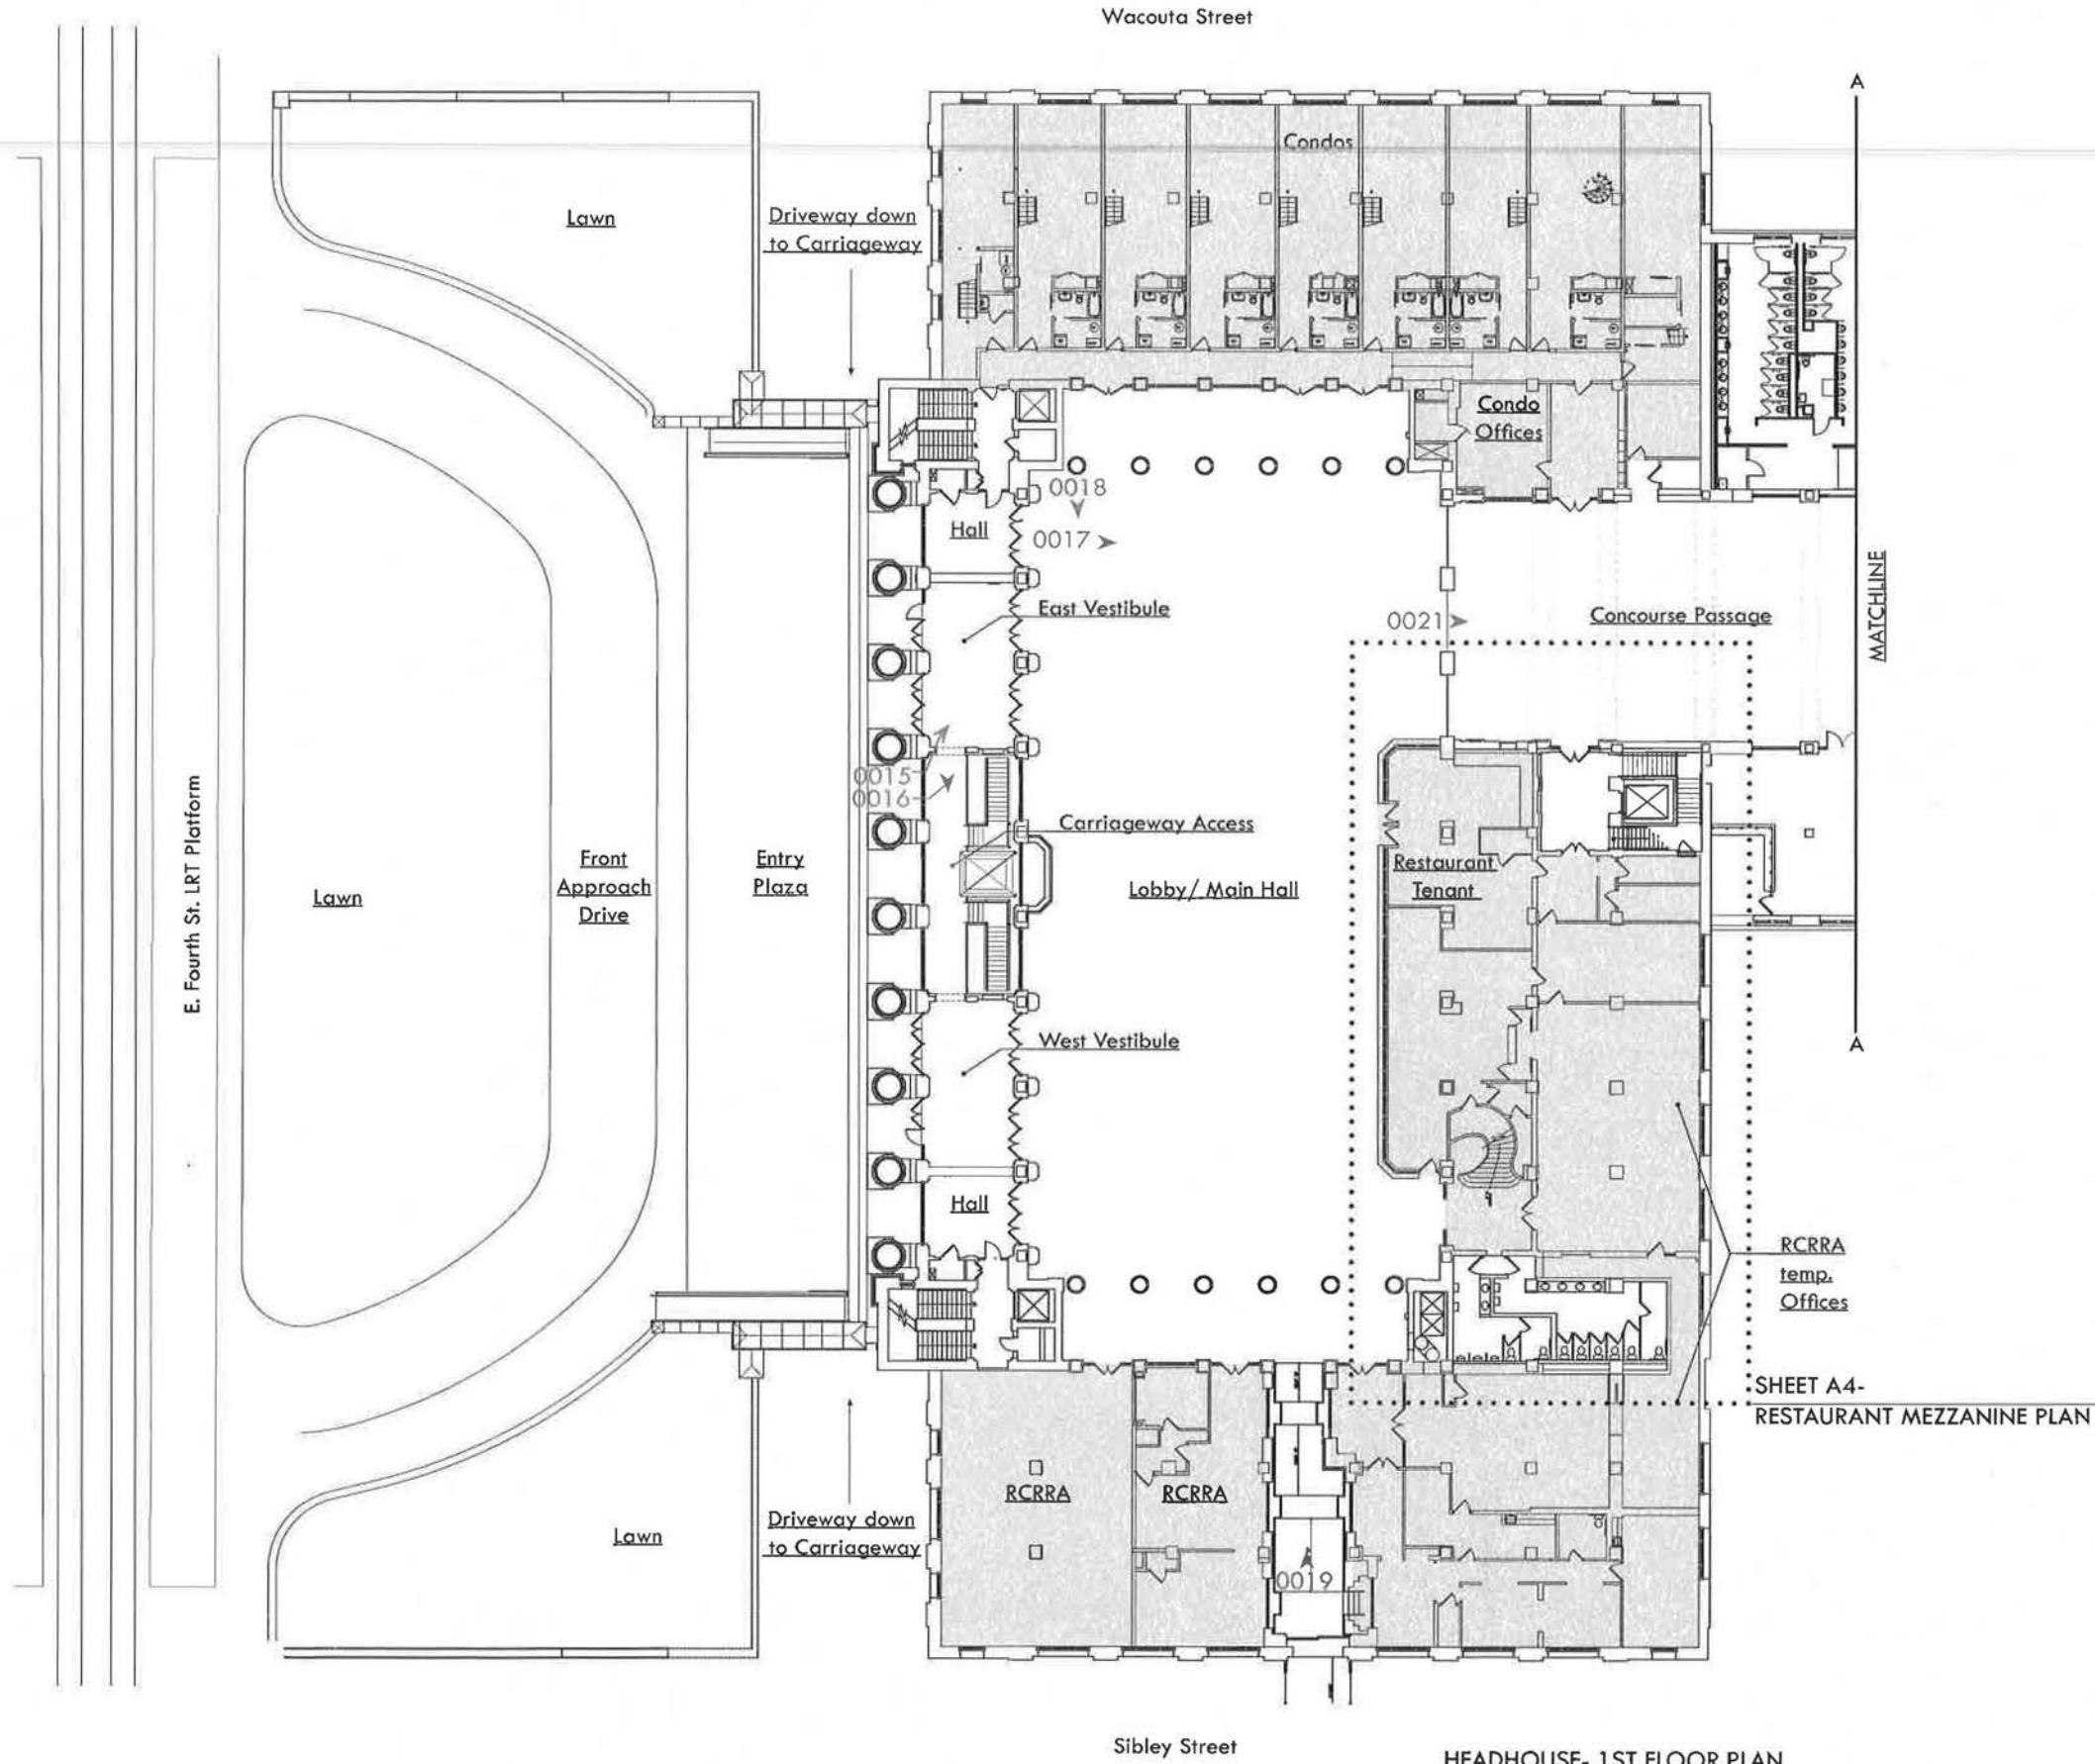 Wacouta Street
A
Condos
Lawn
Driveway down
to Carriageway
Condo
Offices
0018
Hall
0017
MATCHLINE
East Vestibule
0021
Concourse Passage
0015
0016
E. Fourth St. LRT Platform
Carriageway Access
Front
Approach
Drive
Entry
Plaza
Restaurant
Tenant
Lobby/ Main Hall
Lawn
West Vestibule
A
Hall
RCRRA
temp.
Offices
SHEET A4-
RESTAURANT MEZZANINE PLAN
RCRRA
RCRRA
Lawn
Driveway down
to Carriageway
0019
Sibley Street
HEADHOUSE- 1ST FLOOR PLAN